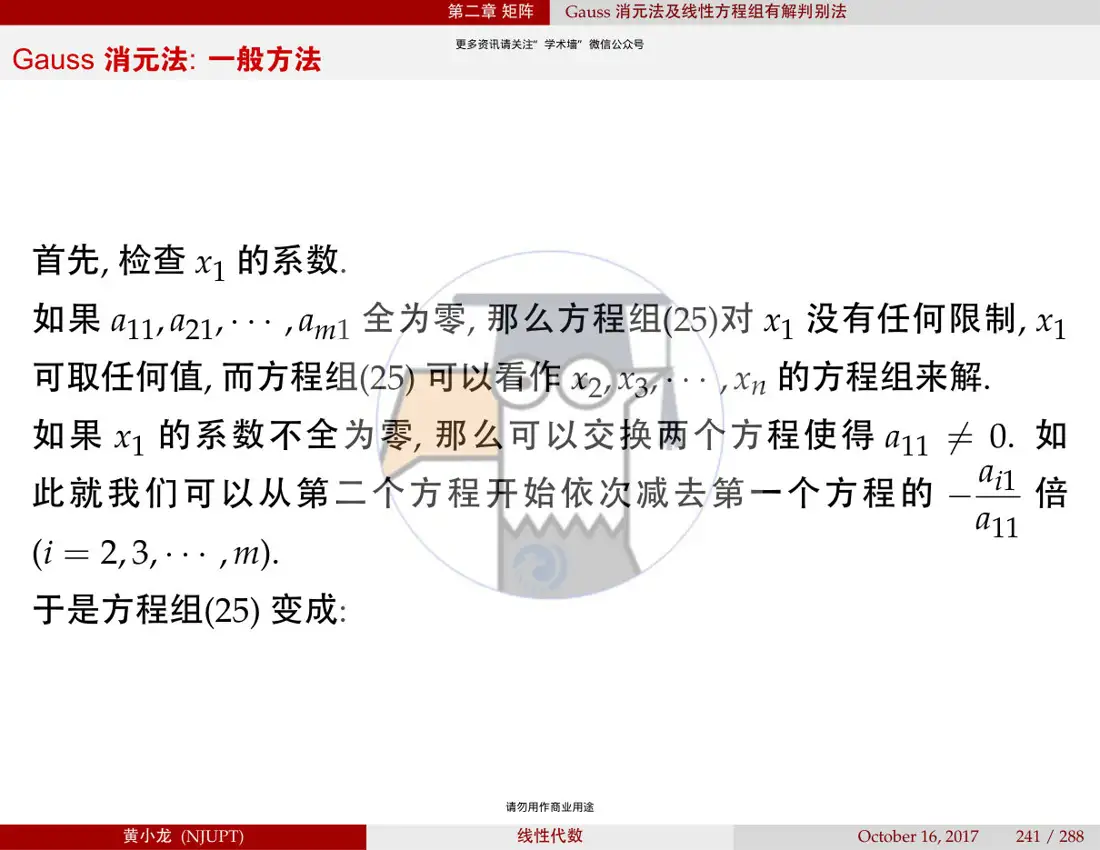 第二章 矩阵 Gauss 消元法及线性方程组有解判别法
更多资讯请关注“学术墙”微信公众号
Gauss 消元法: 一般方法
首先, 检查 x₁ 的系数.
如果 a₁₁, a₂₁, ⋯ , aₘ₁ 全为零, 那么方程组(25)对 x₁ 没有任何限制, x₁
可取任何值, 而方程组(25) 可以看作 x₂, x₃, ⋯ , xₙ 的方程组来解.
如果 x₁ 的系数不全为零, 那么可以交换两个方程使得 a₁₁ ≠ 0. 如
此就我们可以从第二个方程开始依次减去第一个方程的 −aᵢ₁/a₁₁ 倍
(i = 2, 3, ⋯ , m).
于是方程组(25) 变成:
请勿用作商业用途
黄小龙 (NJUPT) 线性代数 October 16, 2017 241 / 288